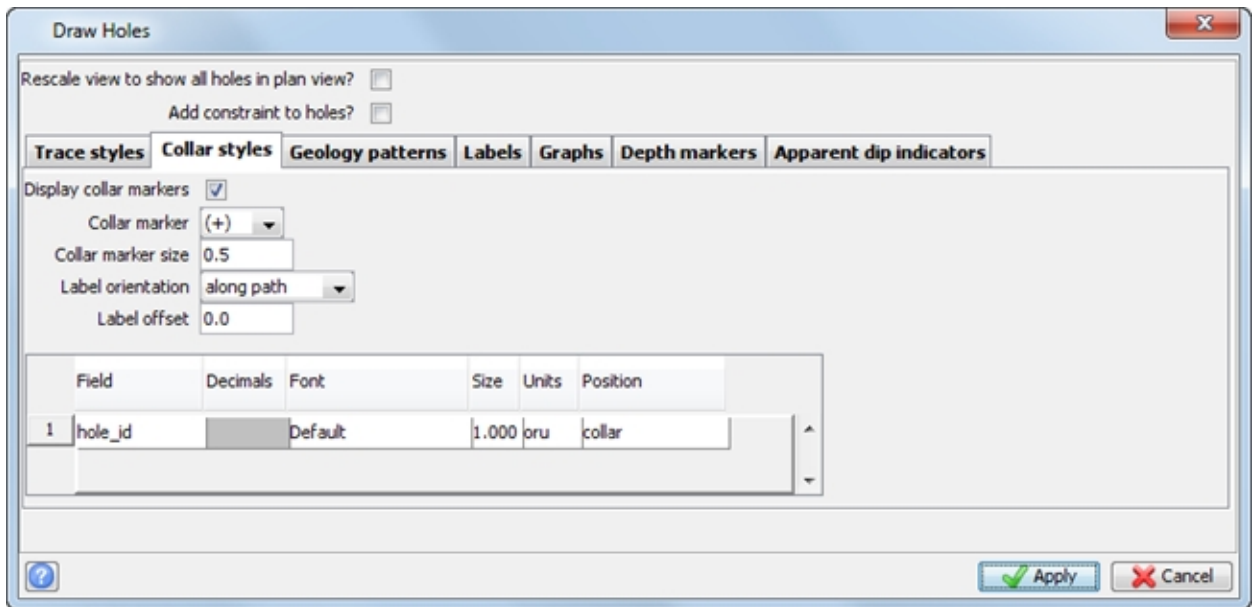 Draw Holes
Rescale view to show all holes in plan view?
Add constraint to holes?
Trace styles Collar styles Geology patterns Labels Graphs Depth markers Apparent dip indicators
Display collar markers
Collar marker (+)
Collar marker size 0.5
Label orientation along path
Label offset 0.0
Field Decimals Font Size Units Position
1 hole_id Default 1.000 oru collar
Apply Cancel